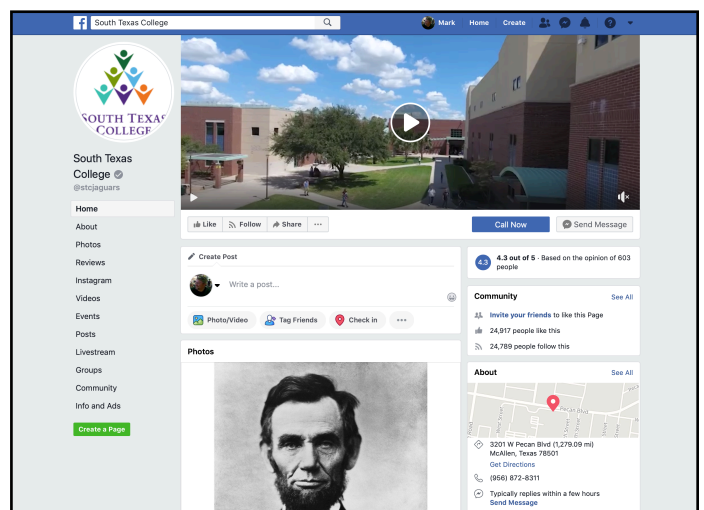 South Texas College
Mark
Home
Create
SOUTH TEXAS
COLLEGE
South Texas
College
@stcjaguars
Home
About
Photos
Reviews
Instagram
Videos
Events
Posts
Livestream
Groups
Community
Info and Ads
Create a Page
Like
Follow
Share
Call Now
Send Message
Create Post
Write a post...
Photo/Video
Tag Friends
Check in
Photos
4.3
4.3 out of 5 · Based on the opinion of 603
people
Community
See All
Invite your friends to like this Page
24,917 people like this
24,789 people follow this
About
See All
Pecan Blvd
3201 W Pecan Blvd (1,279.09 mi)
McAllen, Texas 78501
Get Directions
(956) 872-8311
Typically replies within a few hours
Send Message